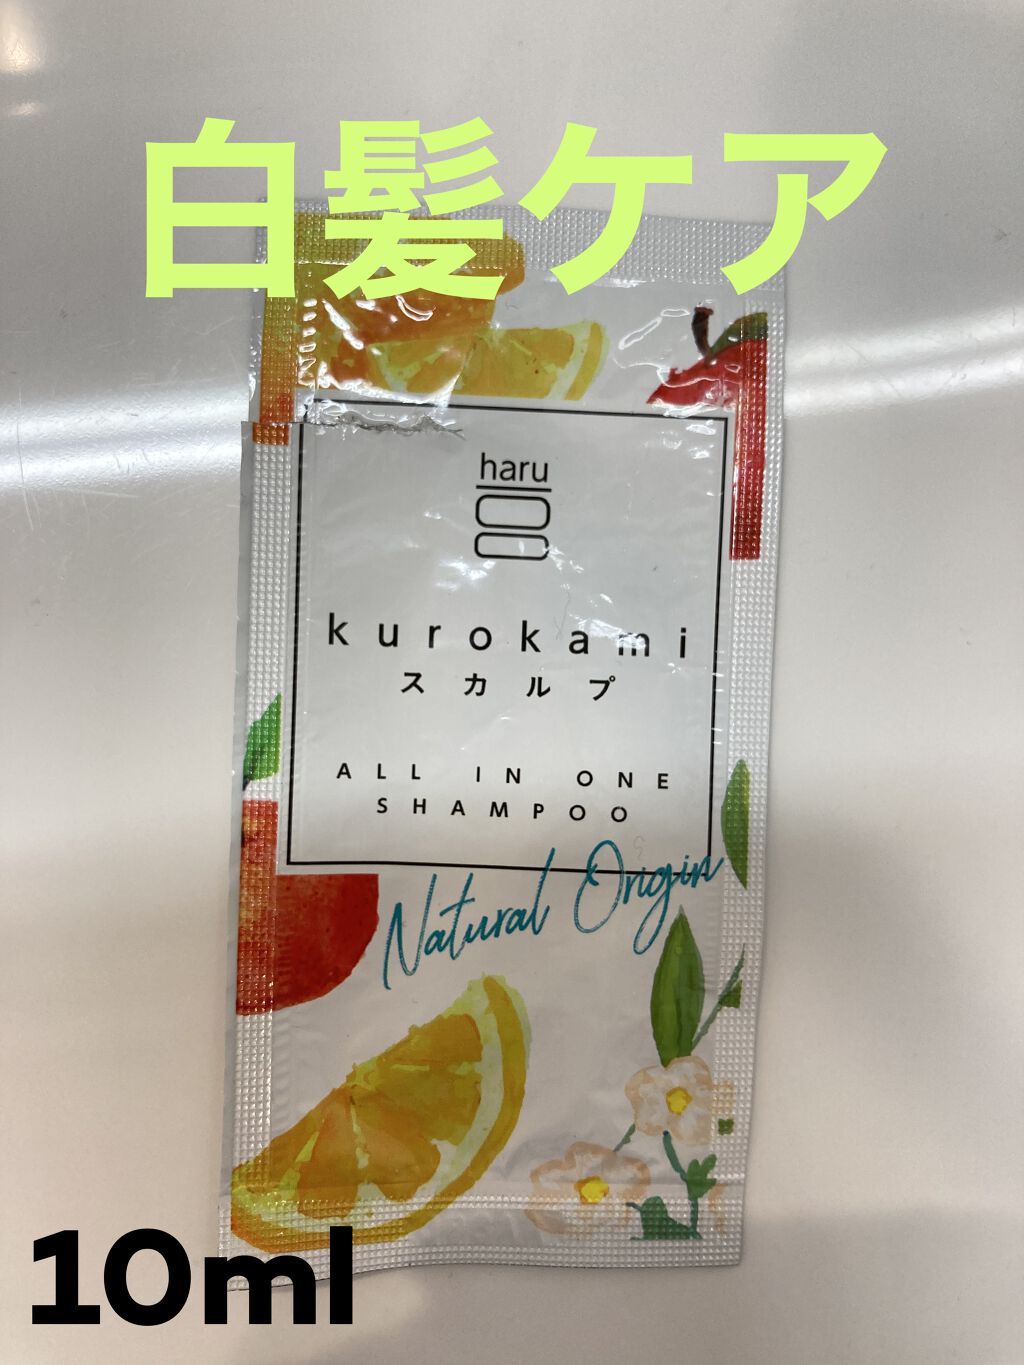 白髪ケア
haru
kurokami
スカルプ
ALL IN ONE
SHAMPOO
Natural Origin
10ml